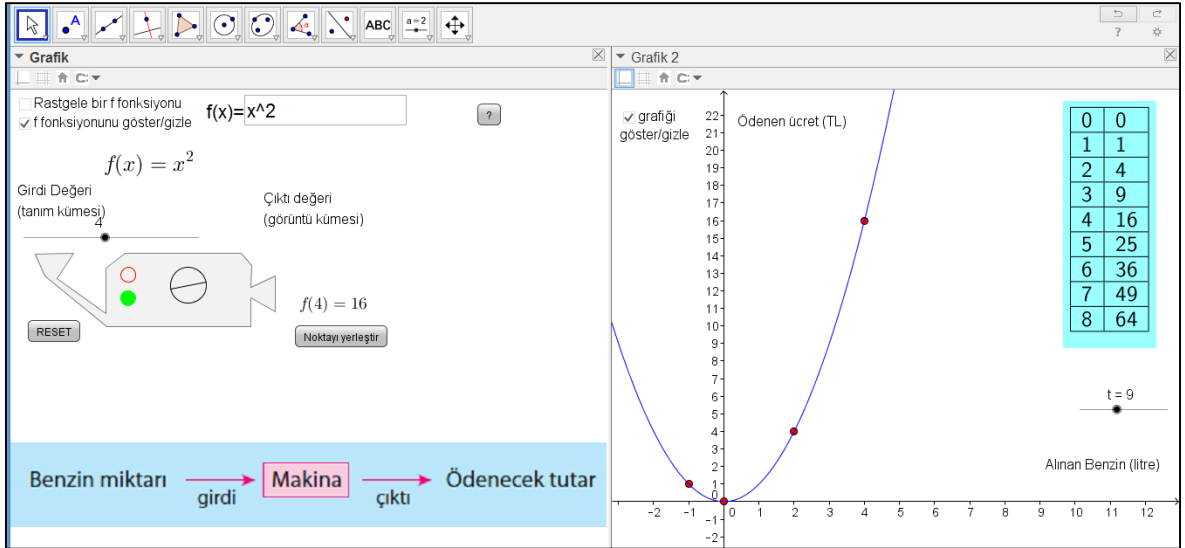 A
α
ABC
a = 2
?
Grafik
Rastgele bir f fonksiyonu
f fonksiyonunu göster/gizle
f(x)=x^2
?
f(x) = x²
Girdi Değeri
(tanım kümesi)
4
Çıktı değeri
(görüntü kümesi)
f(4) = 16
RESET
Noktayı yerleştir
Benzin miktarı
girdi
Makina
çıktı
Ödenecek tutar
Grafik 2
grafiği
göster/gizle
Ödenen ücret (TL)
22
21
20
19
18
17
16
15
14
13
12
11
10
9
8
7
6
5
4
3
2
1
0
-1
-2
-2 -1 0 1 2 3 4 5 6 7 8 9 10 11 12
0 0
1 1
2 4
3 9
4 16
5 25
6 36
7 49
8 64
t = 9
Alınan Benzin (litre)